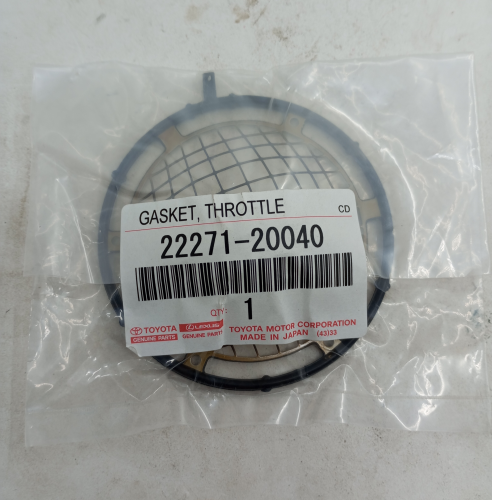 GASKET, THROTTLE CD
22271-20040
QTY: 1
TOYOTA LEXUS TOYOTA MOTOR CORPORATION
GENUINE PARTS GENUINE PARTS MADE IN JAPAN (43)33